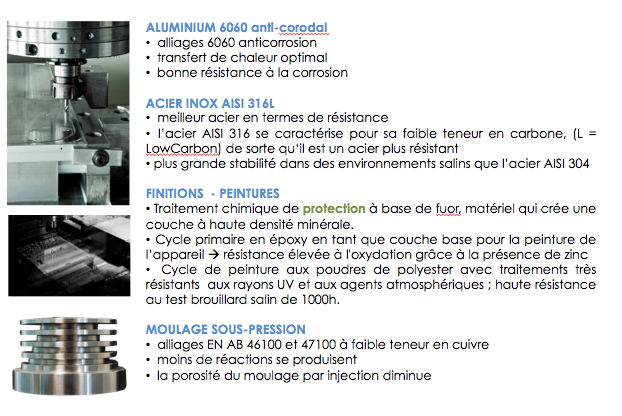 ALUMINIUM 6060 anti-corodal
• alliages 6060 anticorrosion
• transfert de chaleur optimal
• bonne résistance à la corrosion
ACIER INOX AISI 316L
• meilleur acier en termes de résistance
• l'acier AISI 316 se caractérise pour sa faible teneur en carbone, (L =
LowCarbon) de sorte qu'il est un acier plus résistant
• plus grande stabilité dans des environnements salins que l'acier AISI 304
FINITIONS - PEINTURES
• Traitement chimique de protection à base de fuor, matériel qui crée une
couche à haute densité minérale.
• Cycle primaire en époxy en tant que couche base pour la peinture de
l'appareil → résistance élevée à l'oxydation grâce à la présence de zinc
• Cycle de peinture aux poudres de polyester avec traitements très
résistants aux rayons UV et aux agents atmosphériques ; haute résistance
au test brouillard salin de 1000h.
MOULAGE SOUS-PRESSION
• alliages EN AB 46100 et 47100 à faible teneur en cuivre
• moins de réactions se produisent
• la porosité du moulage par injection diminue